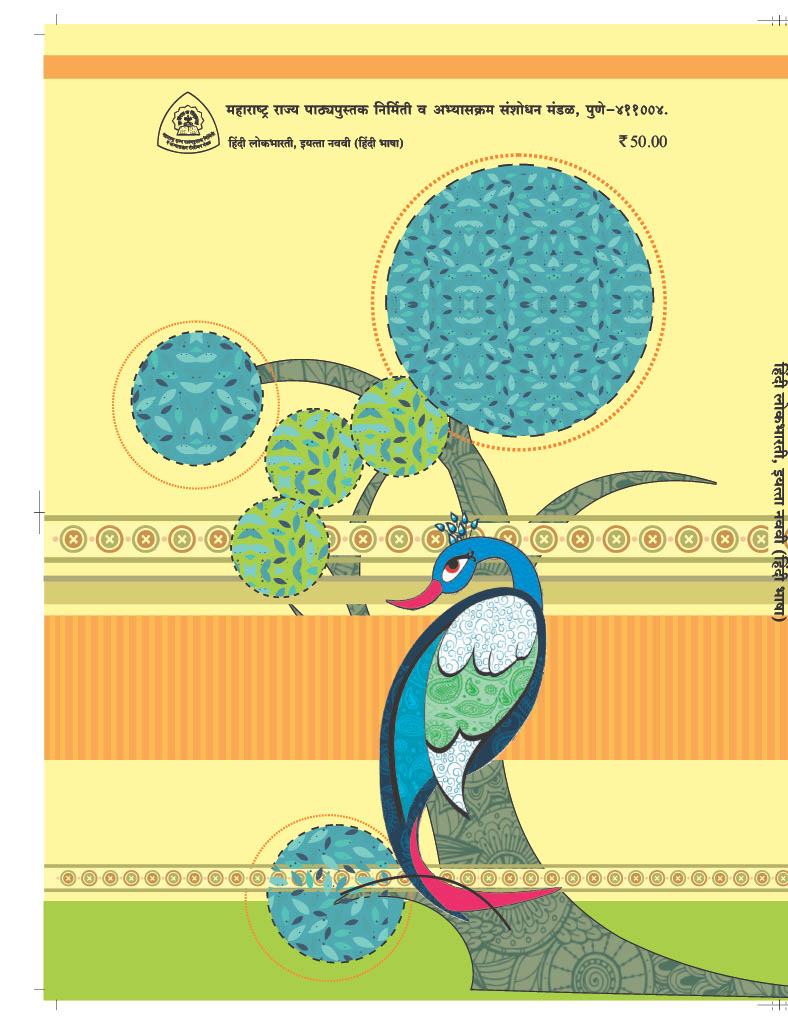 महाराष्ट्र राज्य पाठ्यपुस्तक निर्मिती व अभ्यासक्रम संशोधन मंडळ, पुणे-४११००४.
हिंदी लोकभारती, इयत्ता नववी (हिंदी भाषा)
₹ 50.00
हिंदी लोकभारती, इयत्ता नववी (हिंदी भाषा)